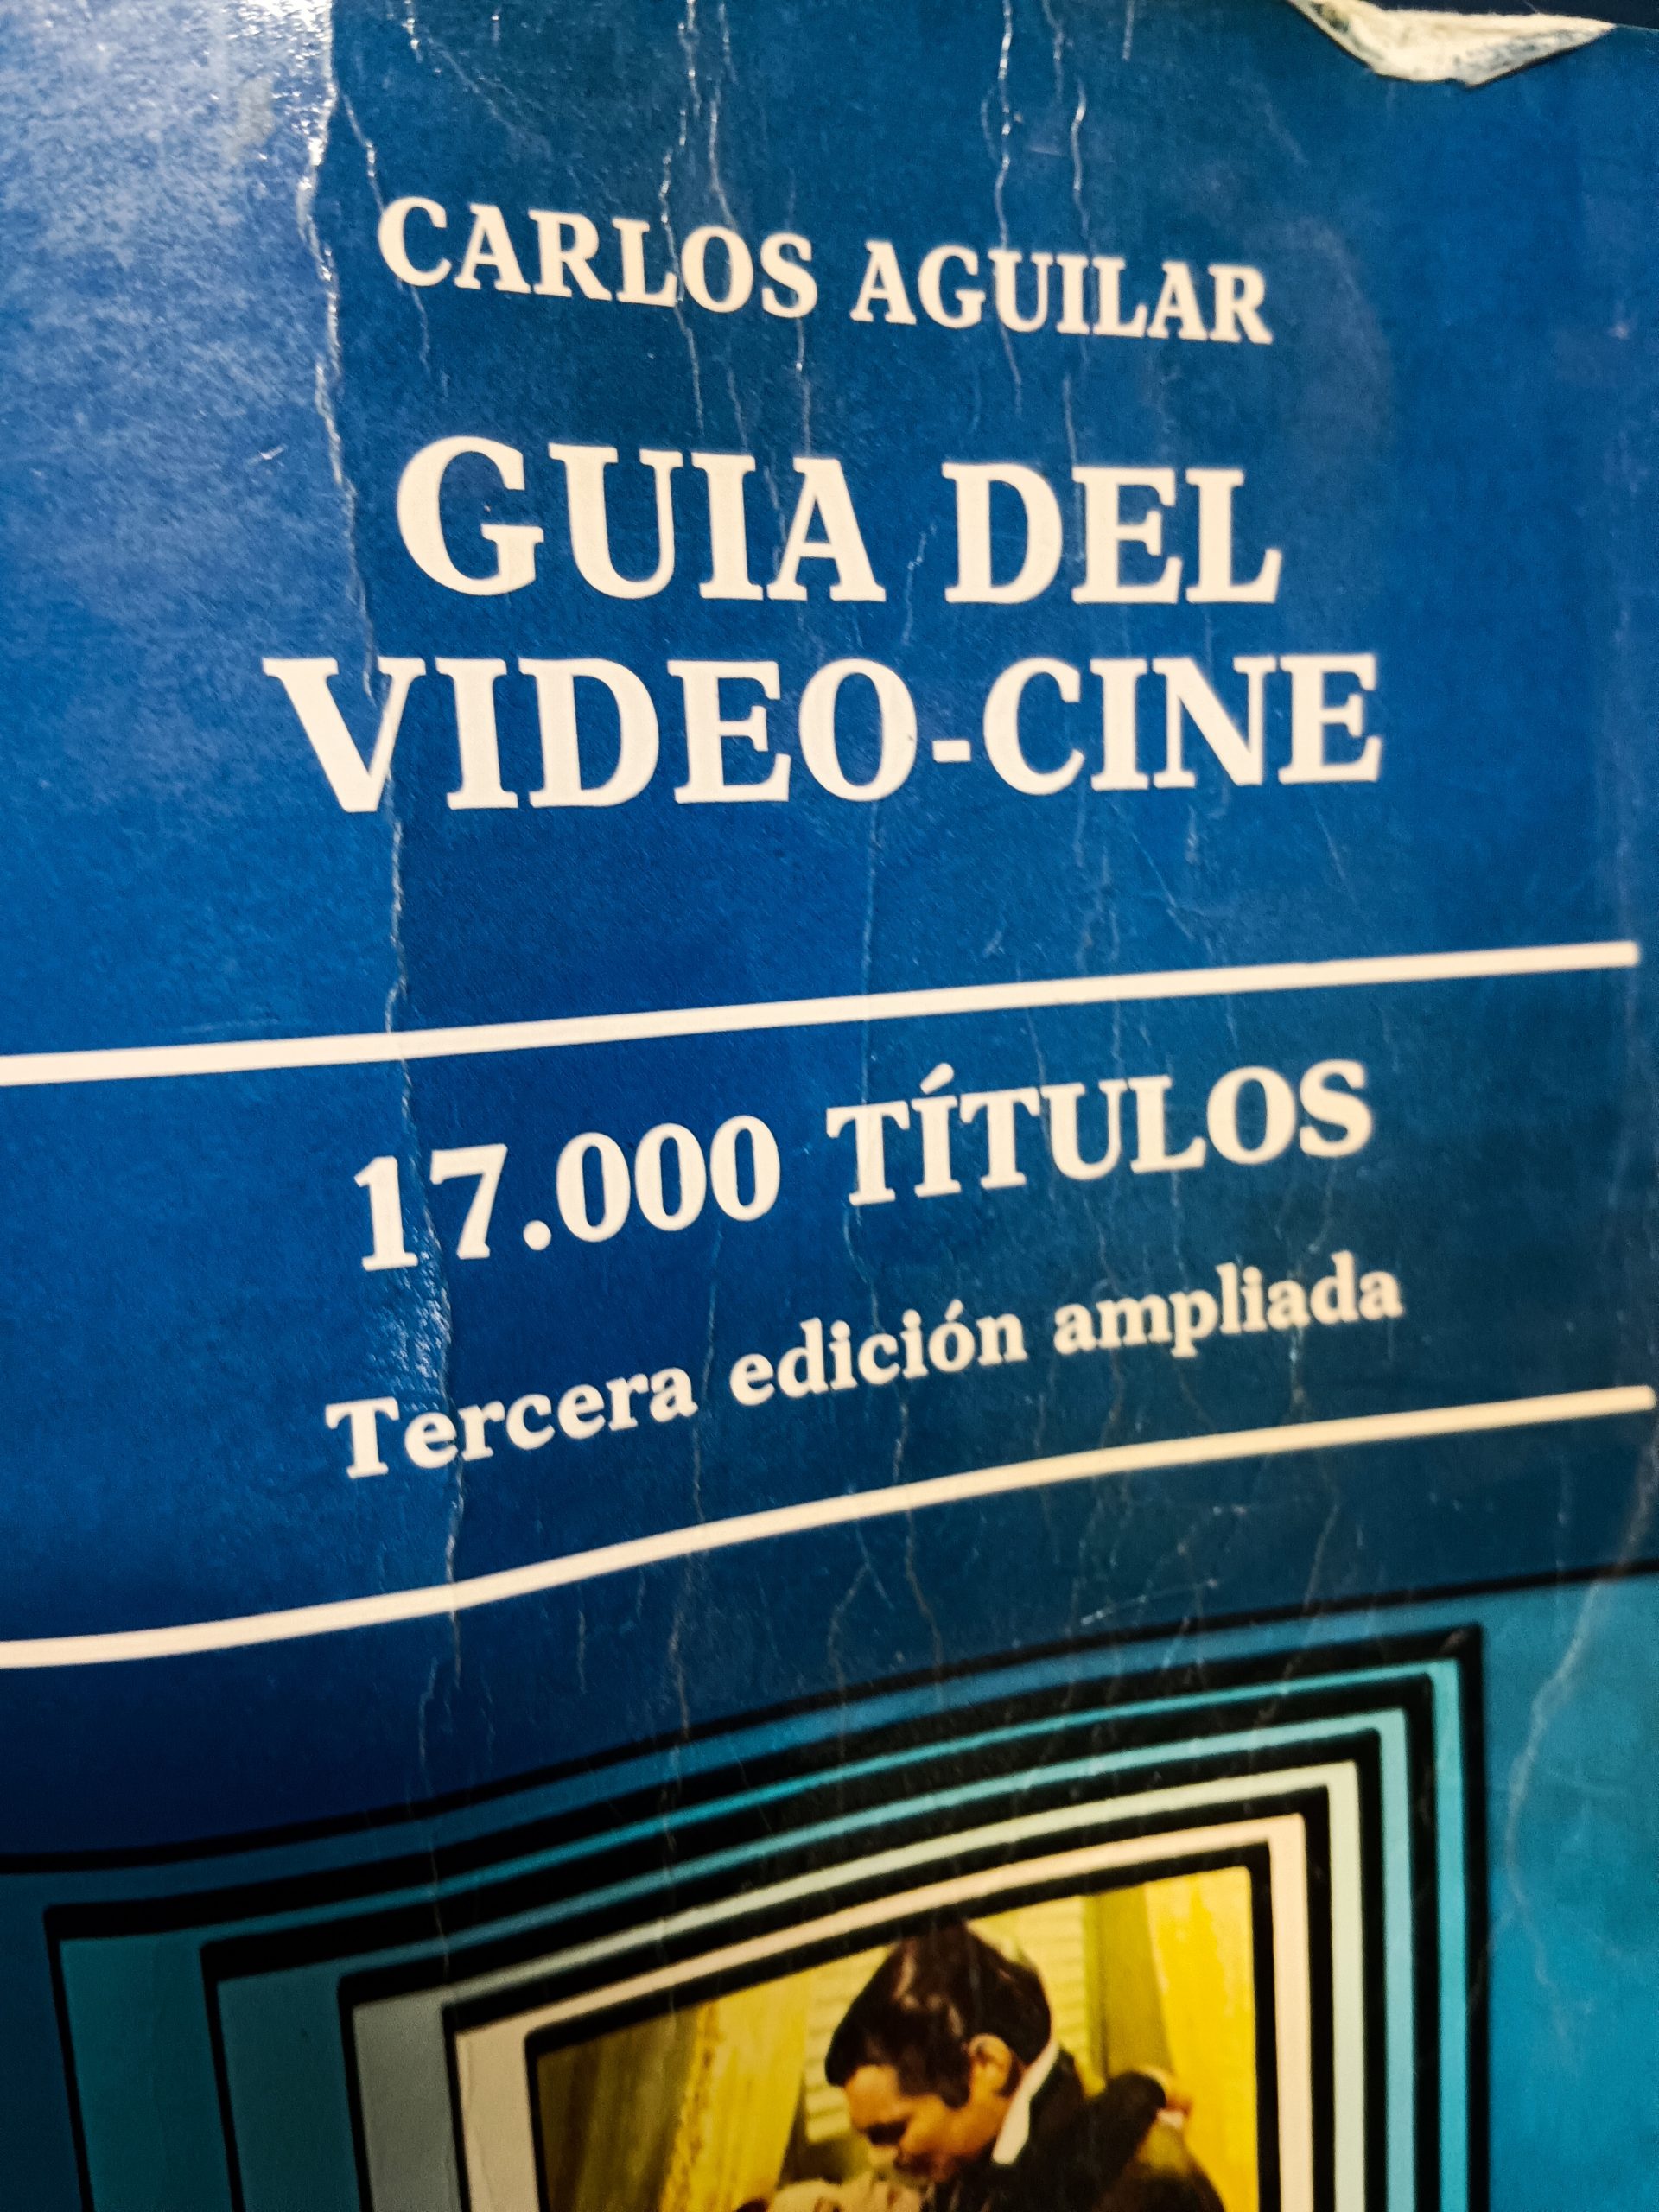 CARLOS AGUILAR
GUIA DEL
VIDEO-CINE
17.000 TÍTULOS
Tercera edición ampliada